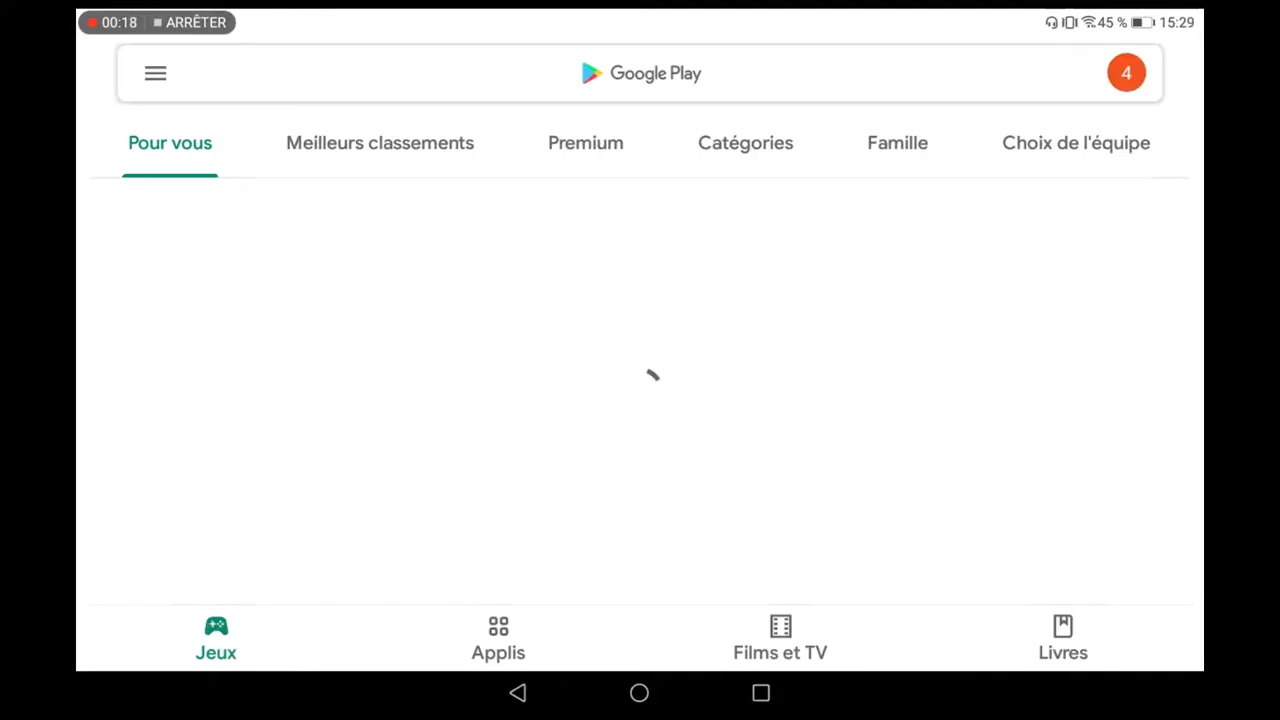 00:18 ARRÊTER
45 % 15:29
Google Play
4
Pour vous Meilleurs classements Premium Catégories Famille Choix de l'équipe
Jeux Applis Films et TV Livres